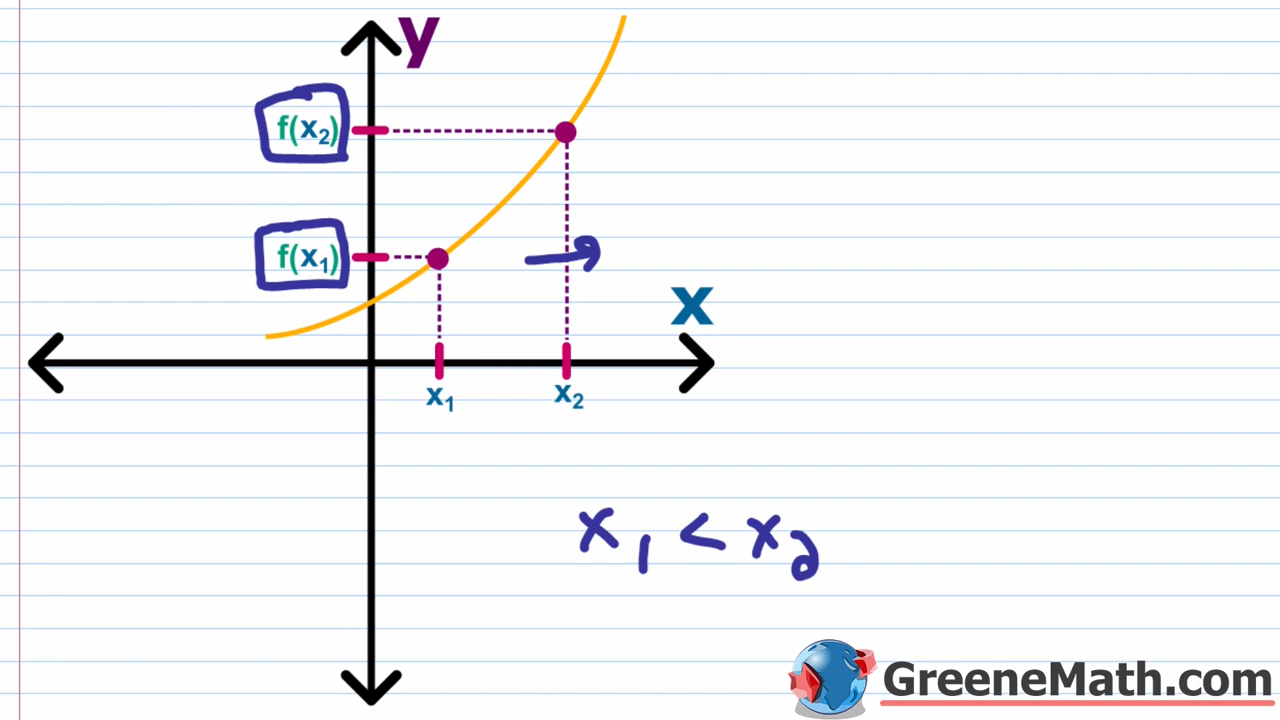 y
f(x₂)
f(x₁)
x
x₁ x₂
x₁ < x₂
GreeneMath.com